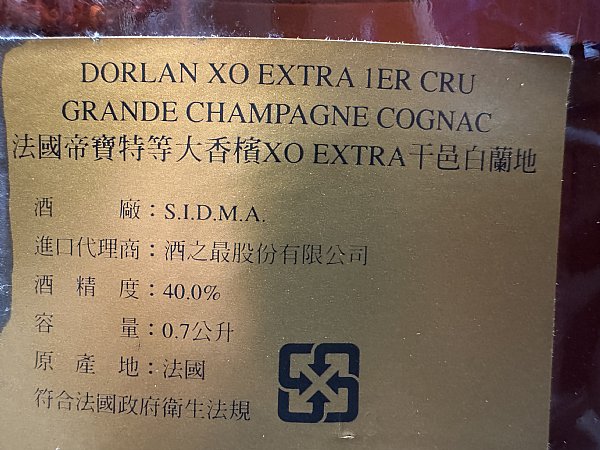 DORLAN XO EXTRA 1ER CRU
GRANDE CHAMPAGNE COGNAC
法國帝寶特等大香檳XO EXTRA干邑白蘭地
酒廠：S.I.D.M.A.
進口代理商：酒之最股份有限公司
酒精度：40.0%
容量：0.7公升
原產地：法國
符合法國政府衛生法規